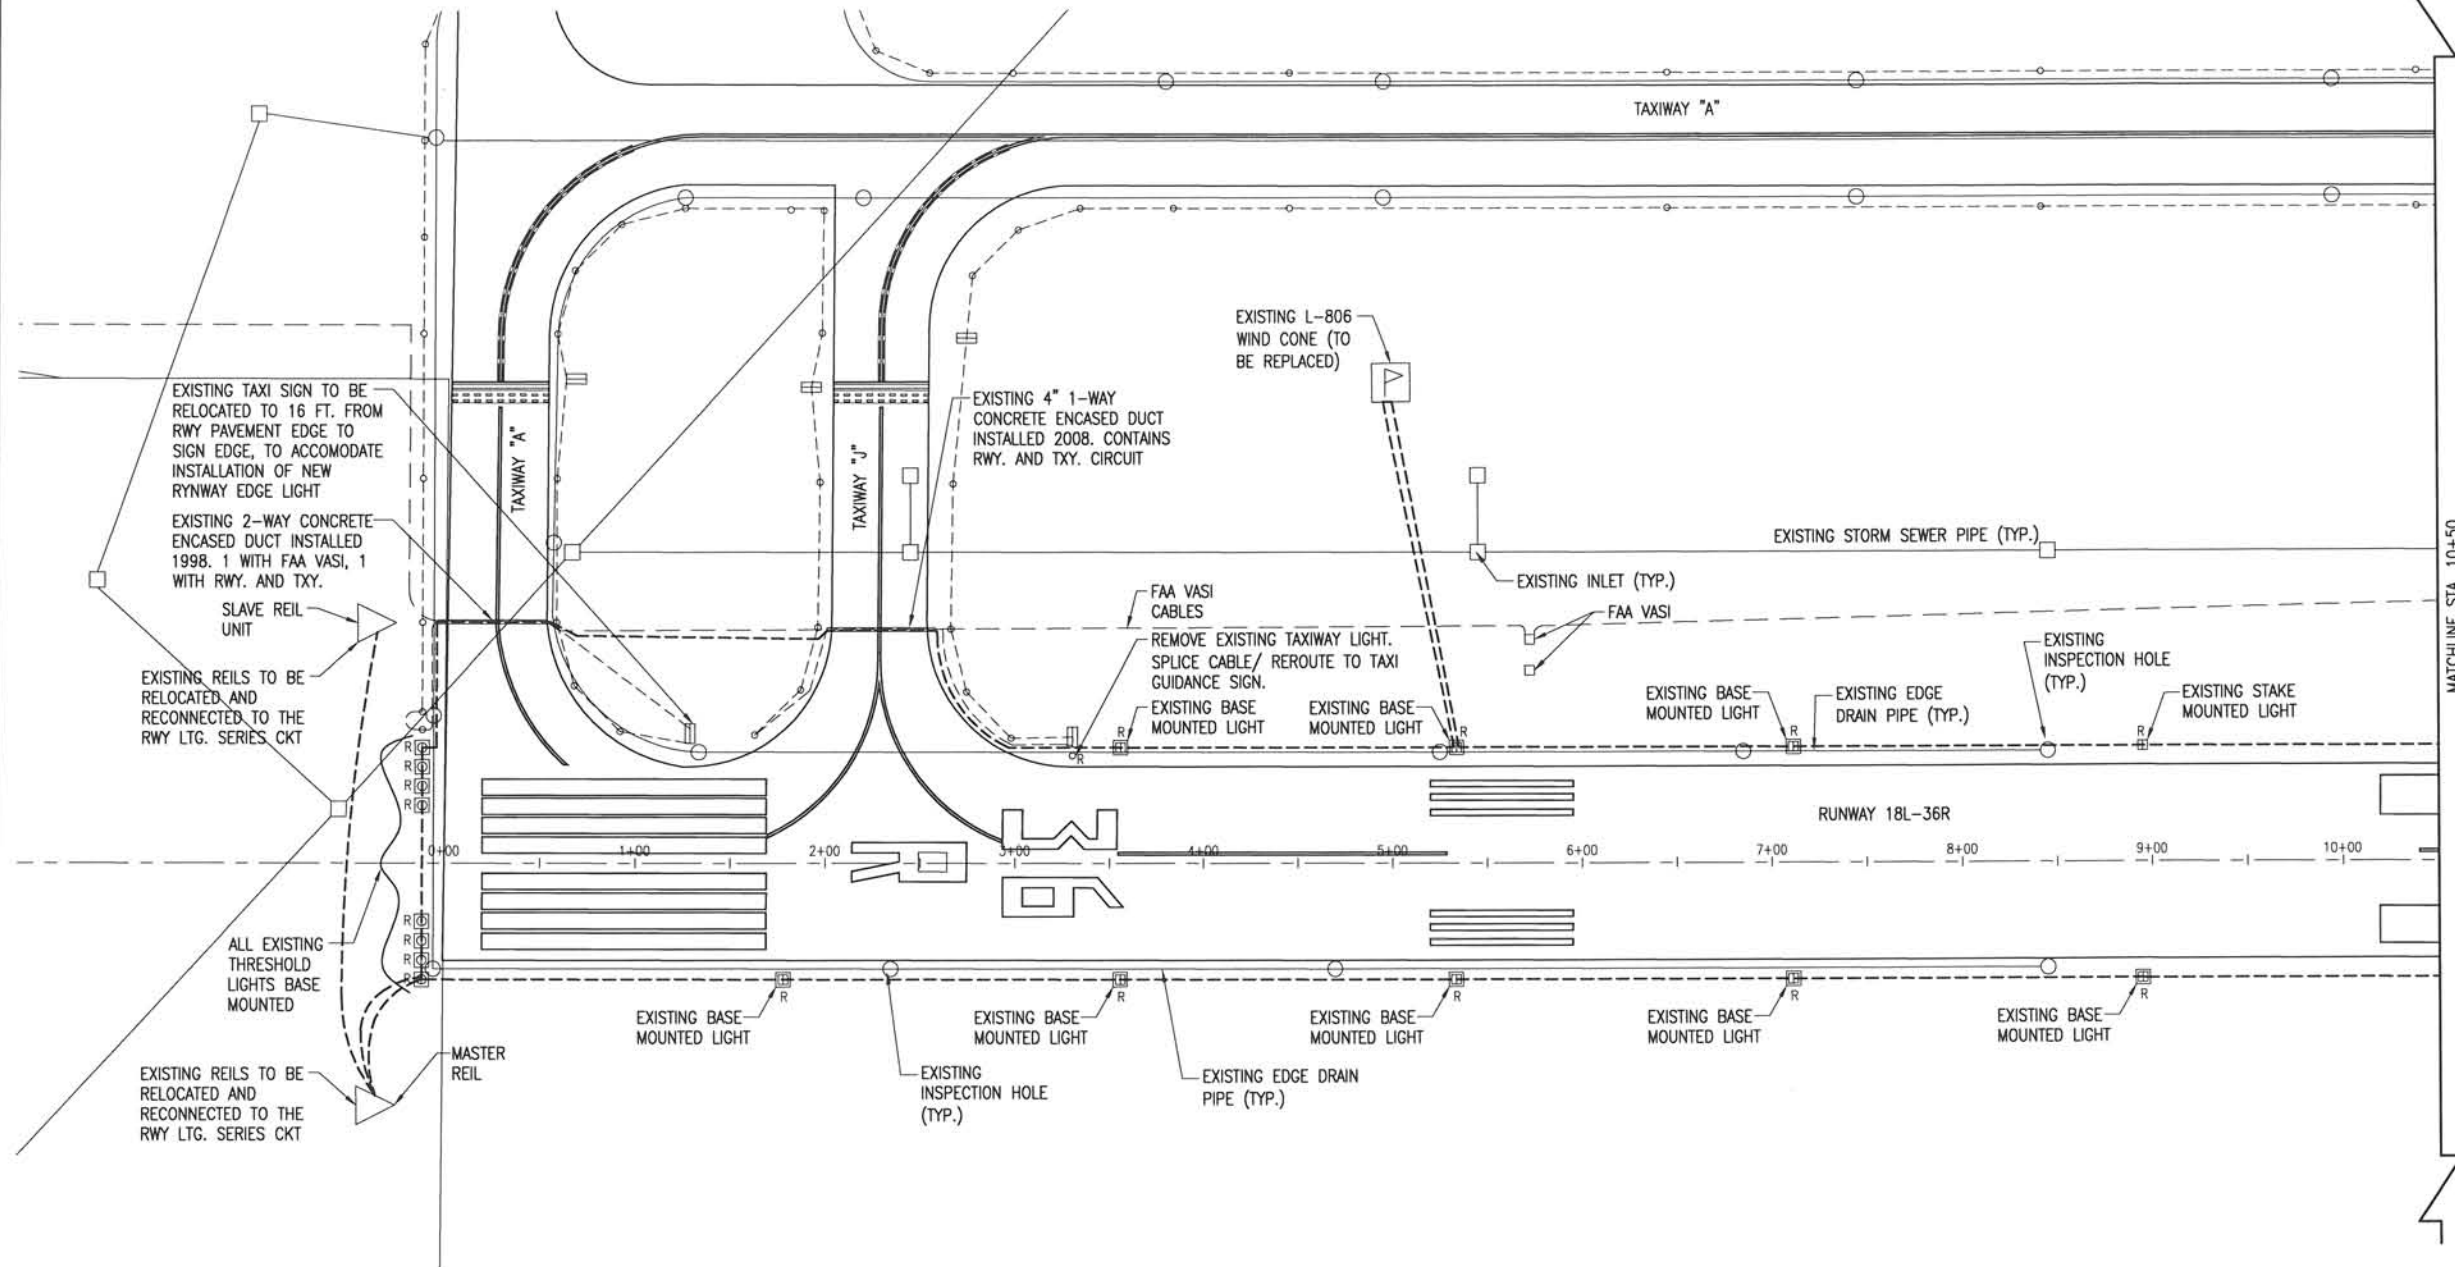 TAXIWAY "A"
EXISTING L-806
WIND CONE (TO
BE REPLACED)
EXISTING TAXI SIGN TO BE
RELOCATED TO 16 FT. FROM
RWY PAVEMENT EDGE TO
SIGN EDGE, TO ACCOMODATE
INSTALLATION OF NEW
RYNWAY EDGE LIGHT
EXISTING 4" 1-WAY
CONCRETE ENCASED DUCT
INSTALLED 2008. CONTAINS
RWY. AND TXY. CIRCUIT
TAXIWAY "A"
TAXIWAY "J"
EXISTING 2-WAY CONCRETE
ENCASED DUCT INSTALLED
1998. 1 WITH FAA VASI, 1
WITH RWY. AND TXY.
EXISTING STORM SEWER PIPE (TYP.)
MATCHLINE STA. 10+50
EXISTING INLET (TYP.)
SLAVE REIL
UNIT
FAA VASI
CABLES
FAA VASI
REMOVE EXISTING TAXIWAY LIGHT.
SPLICE CABLE/ REROUTE TO TAXI
GUIDANCE SIGN.
EXISTING
INSPECTION HOLE
(TYP.)
EXISTING REILS TO BE
RELOCATED AND
RECONNECTED TO THE
RWY LTG. SERIES CKT
EXISTING BASE
MOUNTED LIGHT
EXISTING BASE
MOUNTED LIGHT
EXISTING BASE
MOUNTED LIGHT
EXISTING EDGE
DRAIN PIPE (TYP.)
EXISTING STAKE
MOUNTED LIGHT
R
R
R
R
R
R
R
R
R
RUNWAY 18L-36R
0+00
1+00
2+00
3+00
4+00
5+00
6+00
7+00
8+00
9+00
10+00
R
36
R
R
R
R
ALL EXISTING
THRESHOLD
LIGHTS BASE
MOUNTED
R
R
R
R
R
EXISTING BASE
MOUNTED LIGHT
EXISTING BASE
MOUNTED LIGHT
EXISTING BASE
MOUNTED LIGHT
EXISTING BASE
MOUNTED LIGHT
EXISTING BASE
MOUNTED LIGHT
MASTER
REIL
EXISTING REILS TO BE
RELOCATED AND
RECONNECTED TO THE
RWY LTG. SERIES CKT
EXISTING
INSPECTION HOLE
(TYP.)
EXISTING EDGE DRAIN
PIPE (TYP.)